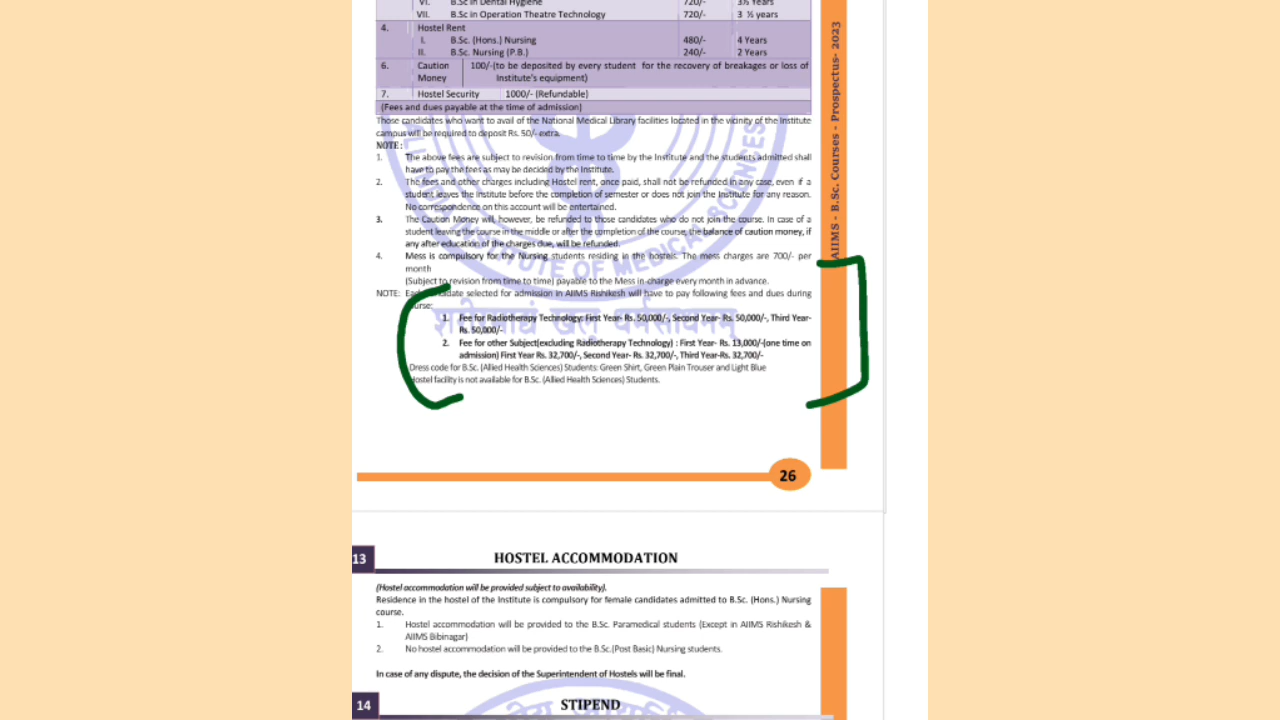 VI. B.Sc in Dental Hygiene 720/- 3½ Years
VII. B.Sc in Operation Theatre Technology 720/- 3 ½ years
4. Hostel Rent
I. B.Sc. (Hons.) Nursing 480/- 4 Years
II. B.Sc. Nursing (P.B.) 240/- 2 Years
6. Caution 100/-(to be deposited by every student for the recovery of breakages or loss of
Money Institute's equipment)
7. Hostel Security 1000/- (Refundable)
(Fees and dues payable at the time of admission)
Those candidates who want to avail of the National Medical Library facilities located in the vicinity of the Institute
campus will be required to deposit Rs. 50/- extra.
NOTE:
1. The above fees are subject to revision from time to time by the Institute and the students admitted shall
have to pay the fees as may be decided by the Institute.
2. The fees and other charges including Hostel rent, once paid, shall not be refunded in any case, even if a
student leaves the Institute before the completion of semester or does not join the Institute for any reason.
No correspondence on this account will be entertained.
3. The Caution Money will, however, be refunded to those candidates who do not join the course. In case of a
student leaving the course in the middle or after the completion of the course, the balance of caution money, if
any after education of the charges due, will be refunded.
4. Mess is compulsory for the Nursing students residing in the hostels. The mess charges are 700/- per
month
(Subject to revision from time to time) payable to the Mess in-charge every month in advance.
NOTE: Each candidate selected for admission in AIIMS Rishikesh will have to pay following fees and dues during
course:
1. Fee for Radiotherapy Technology: First Year- Rs. 50,000/-, Second Year- Rs. 50,000/-, Third Year-
Rs. 50,000/-
2. Fee for other Subject(excluding Radiotherapy Technology) : First Year- Rs. 13,000/-(one time on
admission) First Year Rs. 32,700/-, Second Year- Rs. 32,700/-, Third Year-Rs. 32,700/-
Dress code for B.Sc. (Allied Health Sciences) Students: Green Shirt, Green Plain Trouser and Light Blue
Hostel facility is not available for B.Sc. (Allied Health Sciences) Students.
AIIMS - B.Sc. Courses - Prospectus- 2023
26
13 HOSTEL ACCOMMODATION
(Hostel accommodation will be provided subject to availability).
Residence in the hostel of the Institute is compulsory for female candidates admitted to B.Sc. (Hons.) Nursing
course.
1. Hostel accommodation will be provided to the B.Sc. Paramedical students (Except in AIIMS Rishikesh &
AIIMS Bibinagar)
2. No hostel accommodation will be provided to the B.Sc.(Post Basic) Nursing students.
In case of any dispute, the decision of the Superintendent of Hostels will be final.
14 STIPEND